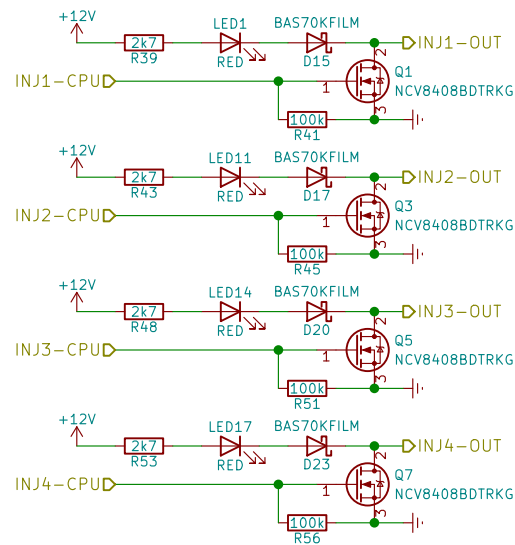 +12V
LED1
BAS70KFILM
2k7
R39
RED
D15
INJ1-OUT
2
INJ1-CPU
1
Q1
NCV8408BDTRKG
3
100k
R41
+12V
LED11
BAS70KFILM
2k7
R43
RED
D17
INJ2-OUT
2
INJ2-CPU
1
Q3
NCV8408BDTRKG
3
100k
R45
+12V
LED14
BAS70KFILM
2k7
R48
RED
D20
INJ3-OUT
2
INJ3-CPU
1
Q5
NCV8408BDTRKG
3
100k
R51
+12V
LED17
BAS70KFILM
2k7
R53
RED
D23
INJ4-OUT
2
INJ4-CPU
1
Q7
NCV8408BDTRKG
3
100k
R56